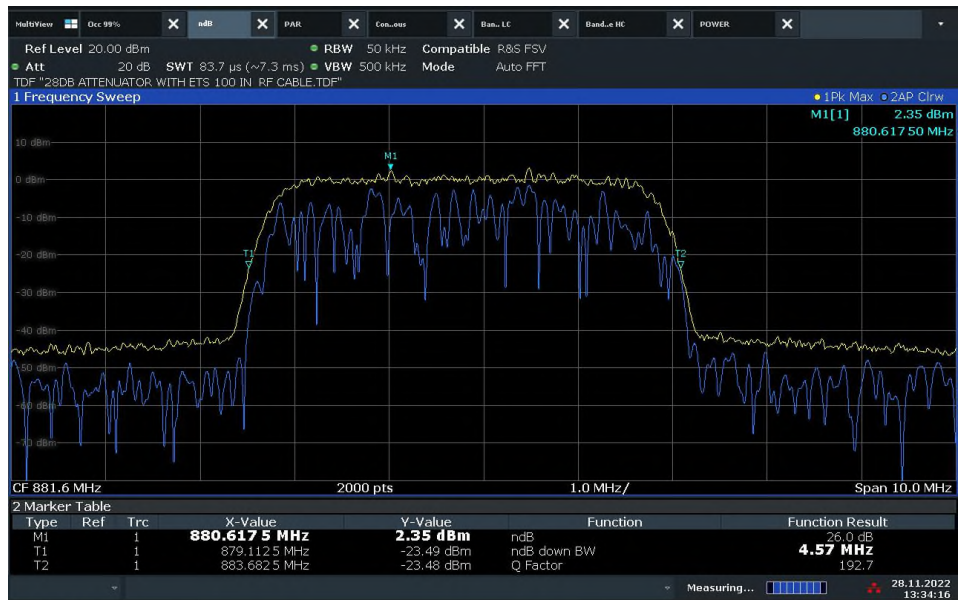 MultiView Occ 99% ndB PAR Con..ous Ban.. LC Band..e HC POWER
Ref Level 20.00 dBm RBW 50 kHz Compatible R&S FSV
Att 20 dB SWT 83.7 µs (~7.3 ms) VBW 500 kHz Mode Auto FFT
TDF "28DB ATTENUATOR WITH ETS 100 IN RF CABLE.TDF"
1 Frequency Sweep 1Pk Max 2AP Clrw
M1[1] 2.35 dBm
880.617 50 MHz
10 dBm
M1
0 dBm
-10 dBm
-20 dBm
T1 T2
-30 dBm
-40 dBm
-50 dBm
-60 dBm
-70 dBm
CF 881.6 MHz 2000 pts 1.0 MHz/ Span 10.0 MHz
2 Marker Table
Type Ref Trc X-Value Y-Value Function Function Result
M1 1 880.617 5 MHz 2.35 dBm ndB 26.0 dB
T1 1 879.112 5 MHz -23.49 dBm ndB down BW 4.57 MHz
T2 1 883.682 5 MHz -23.48 dBm Q Factor 192.7
Measuring... 28.11.2022
13:34:16